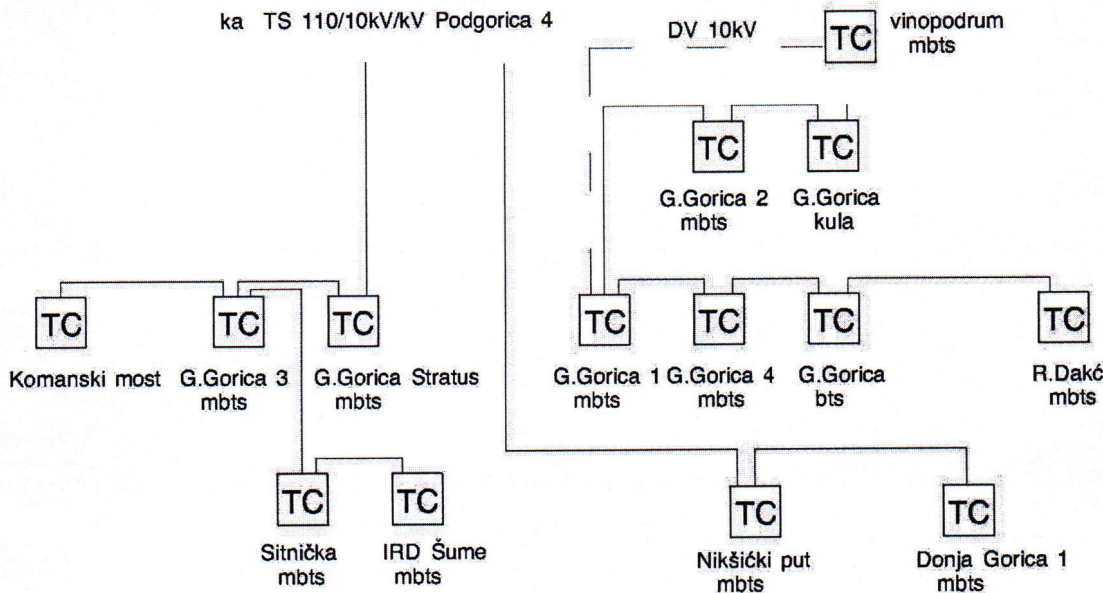 ka TS 110/10kV/kV Podgorica 4
DV 10kV
TC
vinopodrum
mbts
TC
TC
G.Gorica 2
mbts
G.Gorica
kula
TC
TC
TC
TC
TC
TC
TC
Komanski most
G.Gorica 3
mbts
G.Gorica Stratus
mbts
G.Gorica 1
mbts
G.Gorica 4
mbts
G.Gorica
bts
R.Dakć
mbts
TC
TC
TC
TC
Sitnička
mbts
IRD Šume
mbts
Nikšićki put
mbts
Donja Gorica 1
mbts